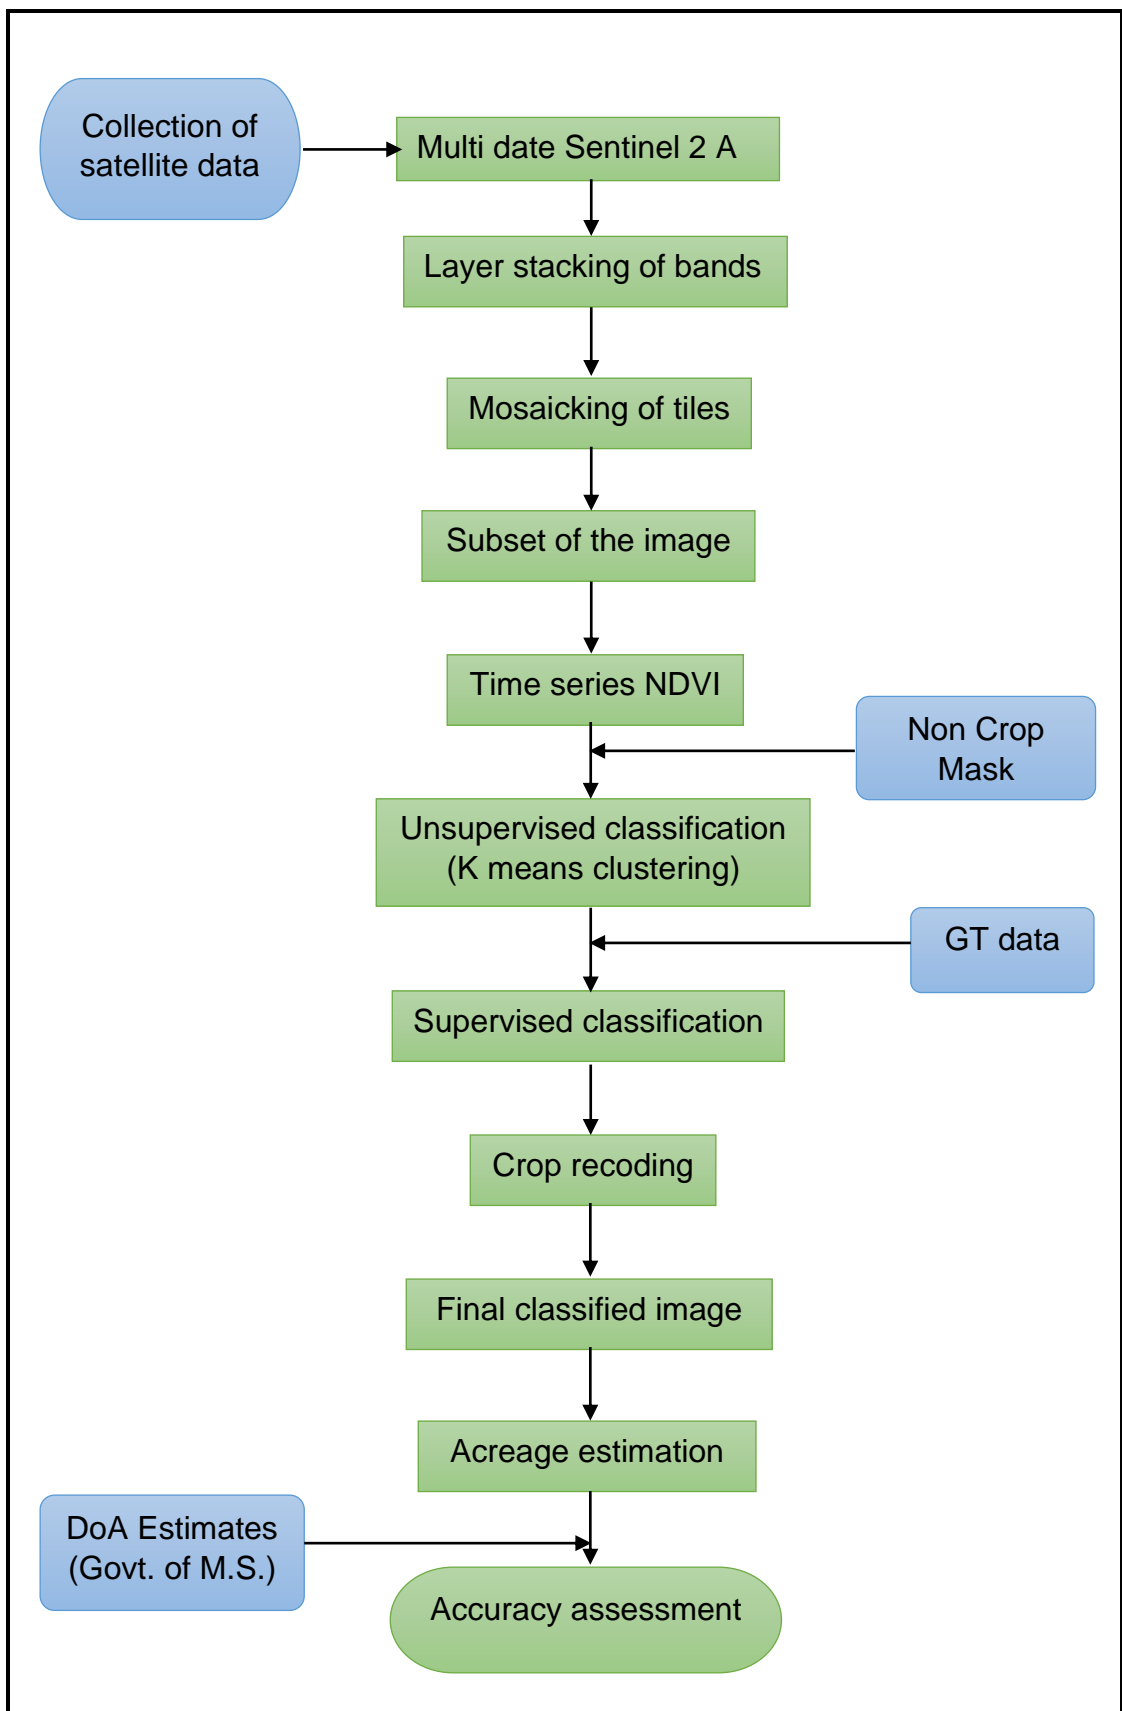 Collection of
satellite data
Multi date Sentinel 2 A
Layer stacking of bands
Mosaicking of tiles
Subset of the image
Time series NDVI
Non Crop
Mask
Unsupervised classification
(K means clustering)
GT data
Supervised classification
Crop recoding
Final classified image
Acreage estimation
DoA Estimates
(Govt. of M.S.)
Accuracy assessment